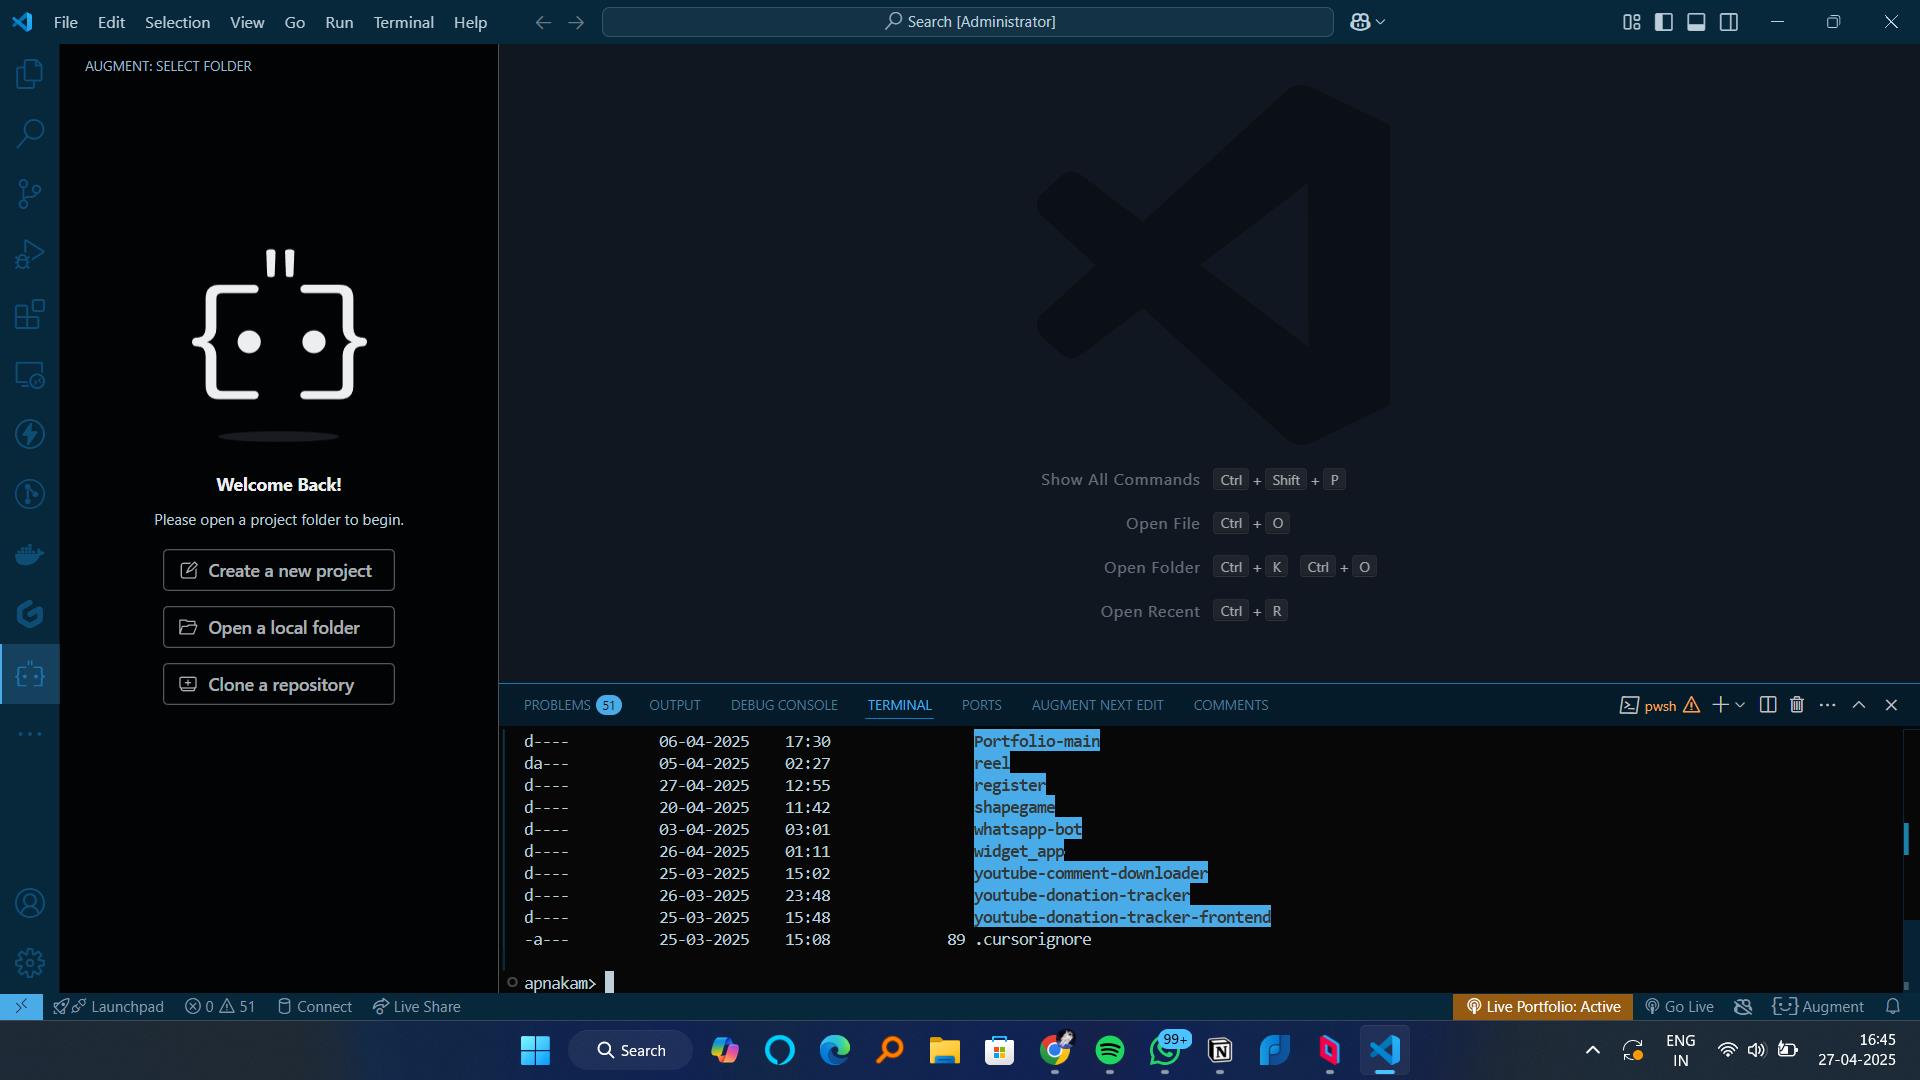 File Edit Selection View Go Run Terminal Help
Search [Administrator]
AUGMENT: SELECT FOLDER
Welcome Back!
Please open a project folder to begin.
Create a new project
Open a local folder
Clone a repository
Show All Commands Ctrl + Shift + P
Open File Ctrl + O
Open Folder Ctrl + K Ctrl + O
Open Recent Ctrl + R
PROBLEMS 51 OUTPUT DEBUG CONSOLE TERMINAL PORTS AUGMENT NEXT EDIT COMMENTS
pwsh
d---- 06-04-2025 17:30 Portfolio-main
da--- 05-04-2025 02:27 reel
d---- 27-04-2025 12:55 register
d---- 20-04-2025 11:42 shapegame
d---- 03-04-2025 03:01 whatsapp-bot
d---- 26-04-2025 01:11 widget_app
d---- 25-03-2025 15:02 youtube-comment-downloader
d---- 26-03-2025 23:48 youtube-donation-tracker
d---- 25-03-2025 15:48 youtube-donation-tracker-frontend
-a--- 25-03-2025 15:08 89 .cursorignore
apnakam>
Launchpad 0 51 Connect Live Share
Live Portfolio: Active Go Live Augment
Search
99+
ENG
IN
16:45
27-04-2025